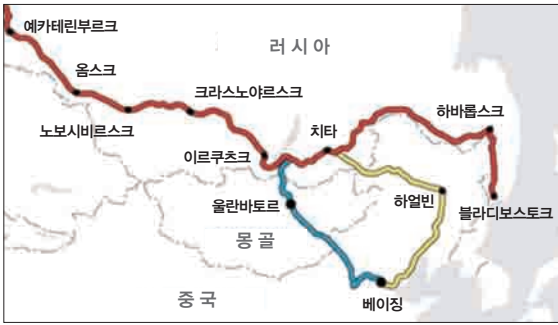 예카테린부르크
러시아
옴스크
크라스노야르스크
하바롭스크
노보시비르스크
치타
이르쿠츠크
울란바토르
하얼빈
블라디보스토크
몽골
중국
베이징